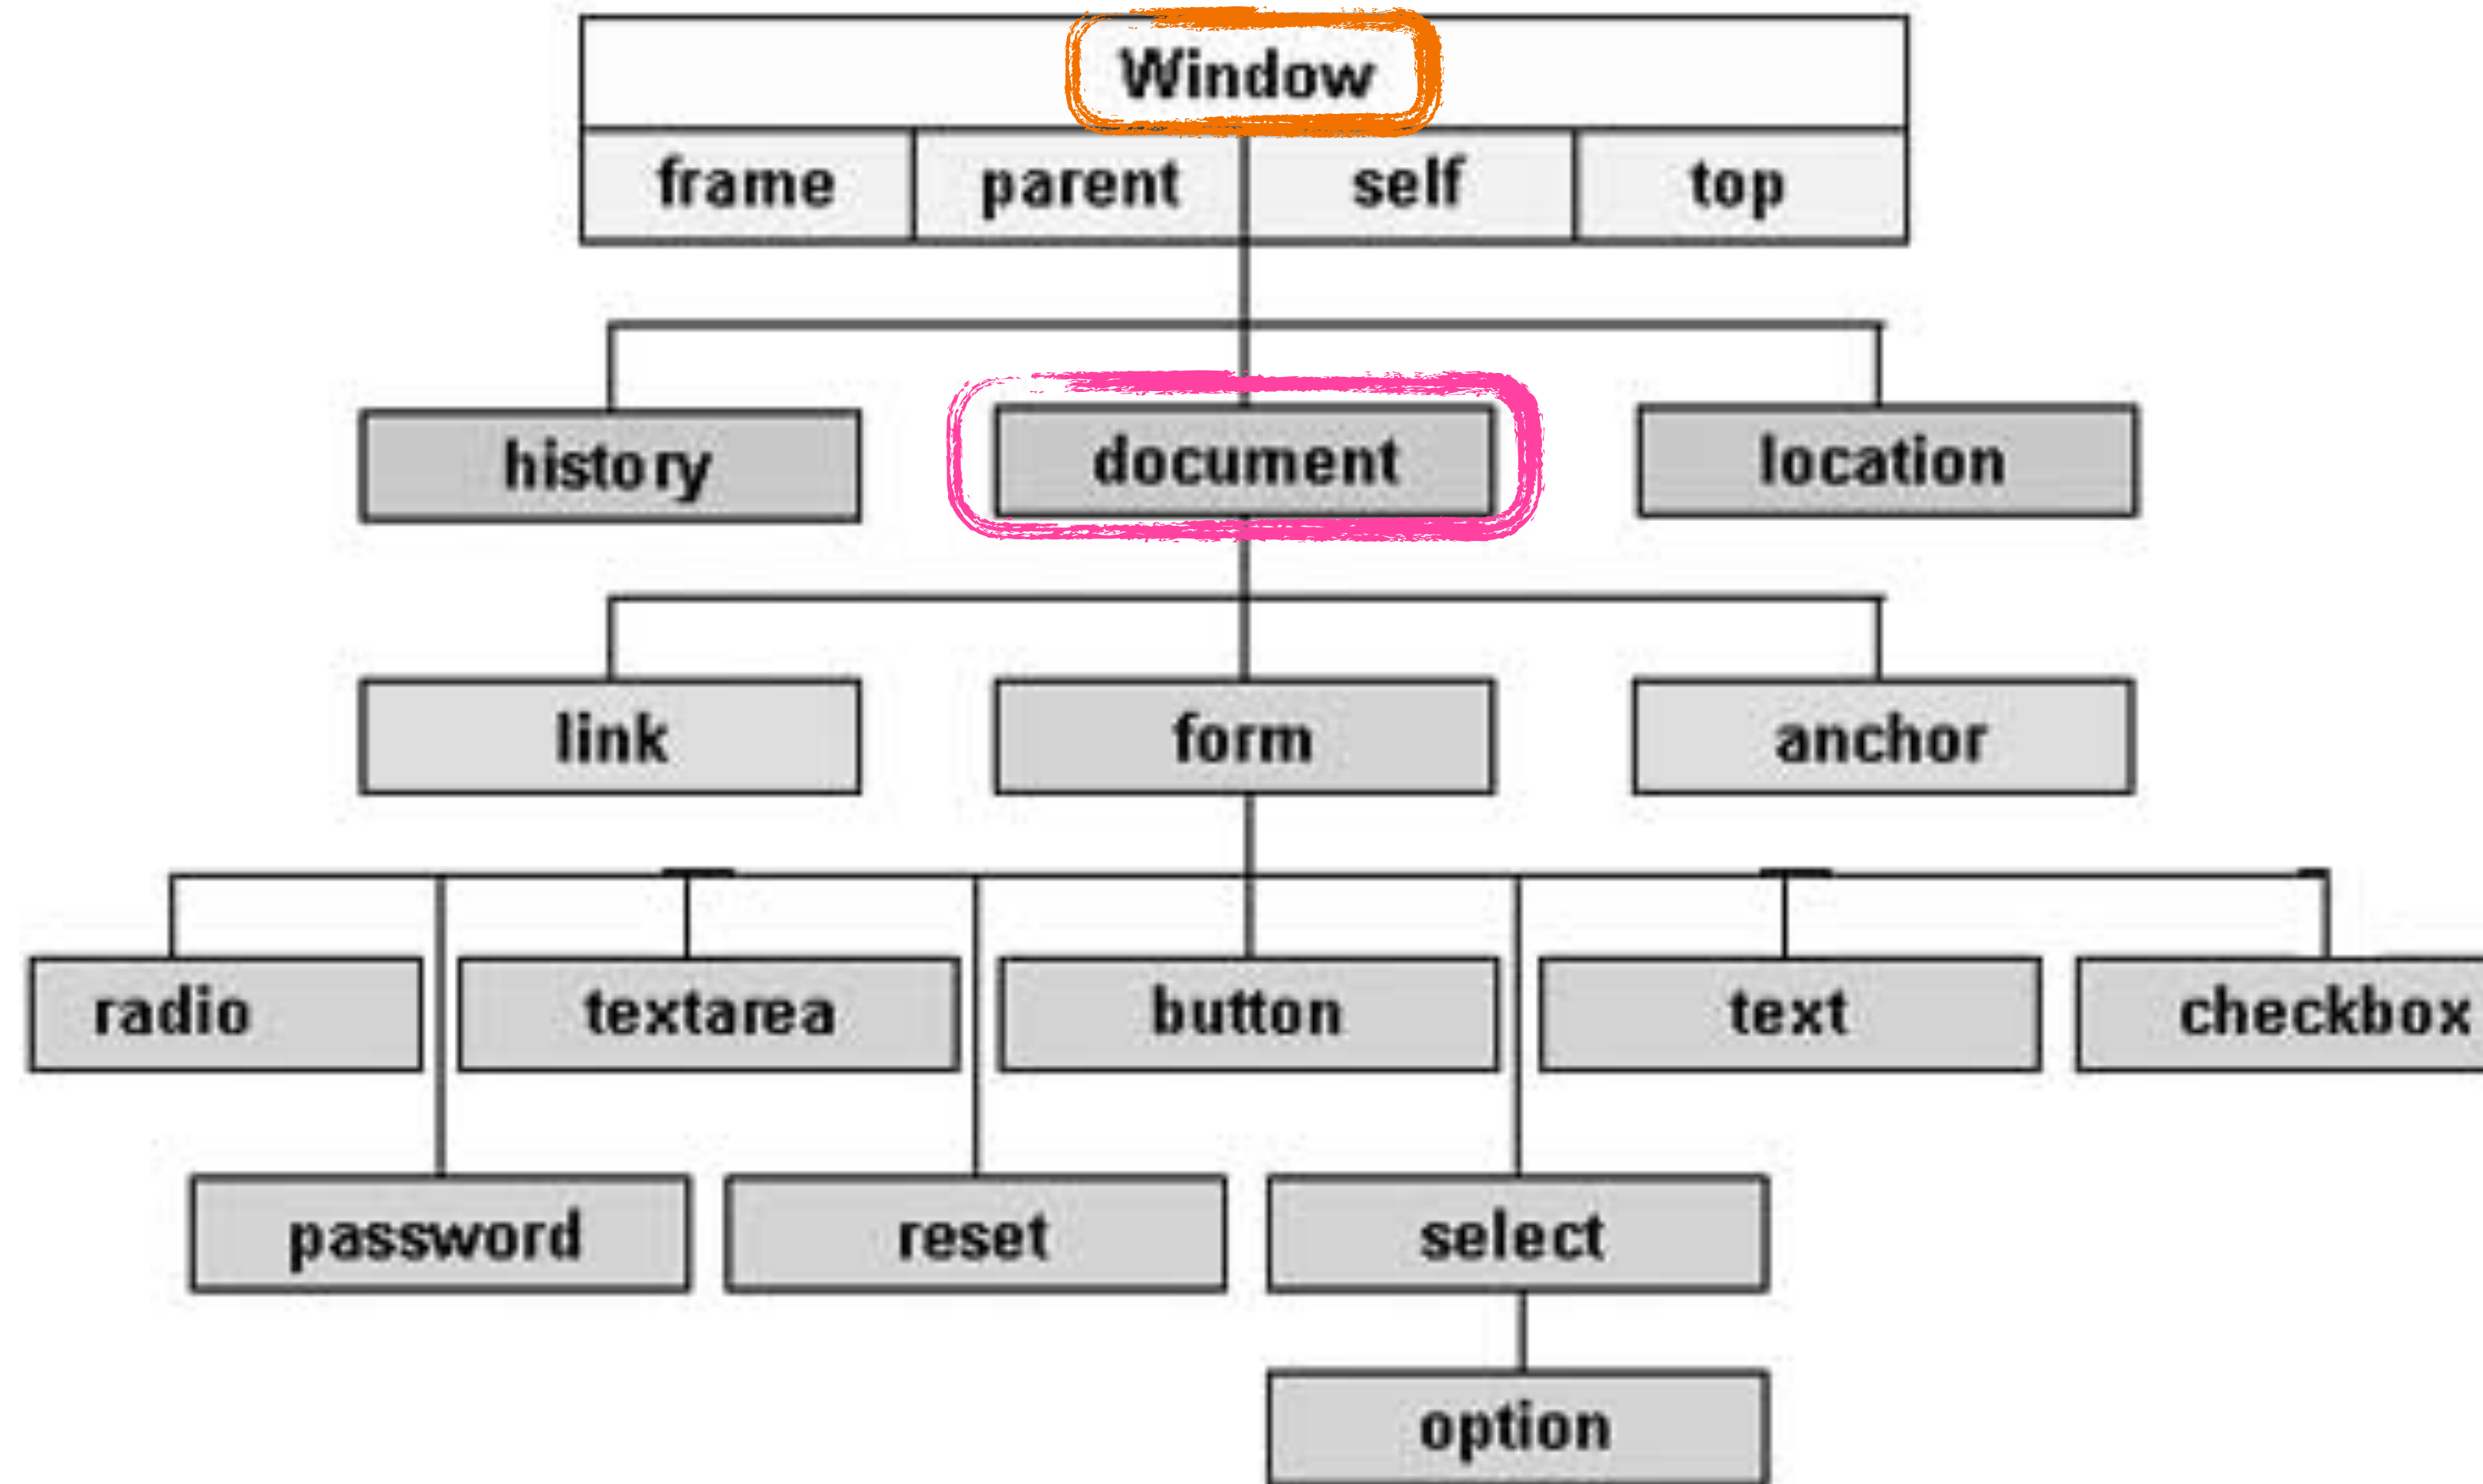 Window
frame parent self top
history document location
link form anchor
radio textarea button text checkbox
password reset select
option